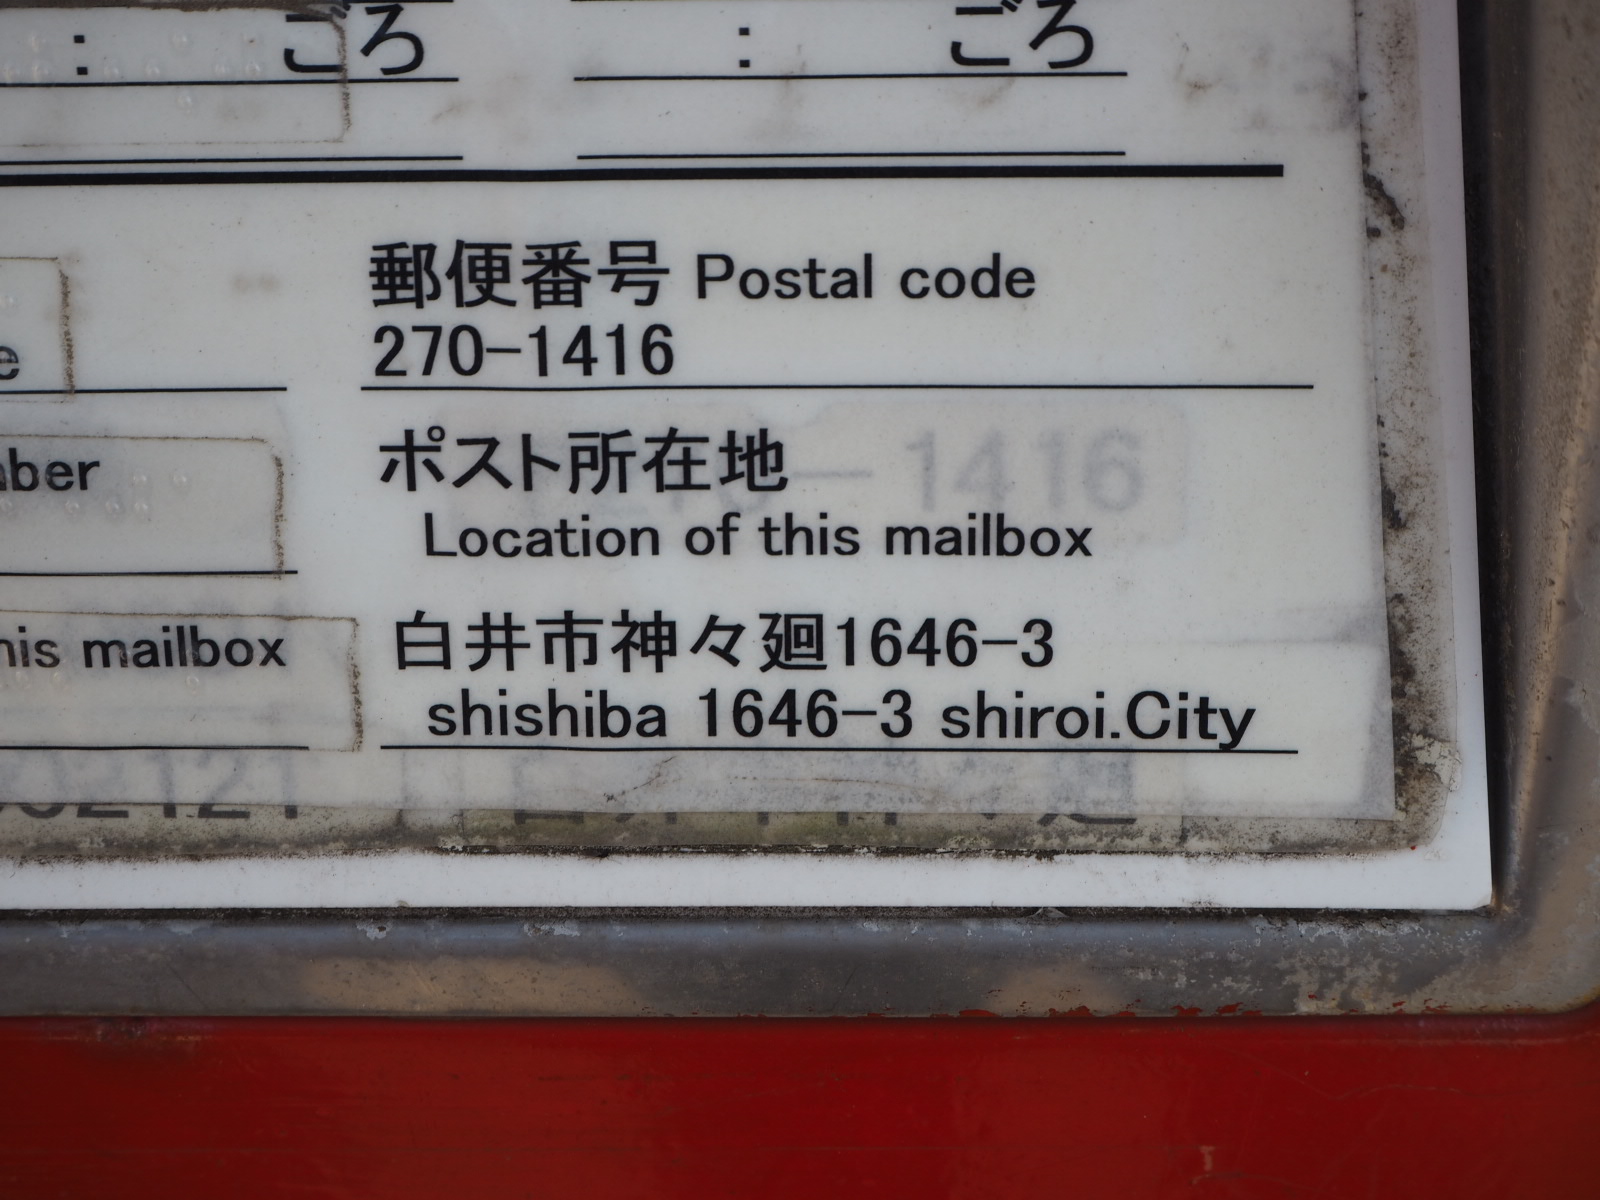 : ごろ : ごろ
郵便番号 Postal code
270-1416
e
ポスト所在地
mber
Location of this mailbox
白井市神々廻1646-3
his mailbox
shishiba 1646-3 shiroi.City